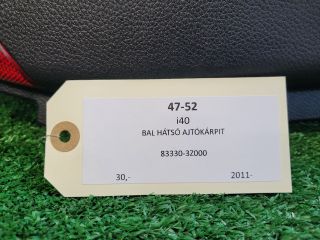 47-52
i40
BAL HÁTSÓ AJTÓKÁRPIT
83330-3Z000
30,- 2011-